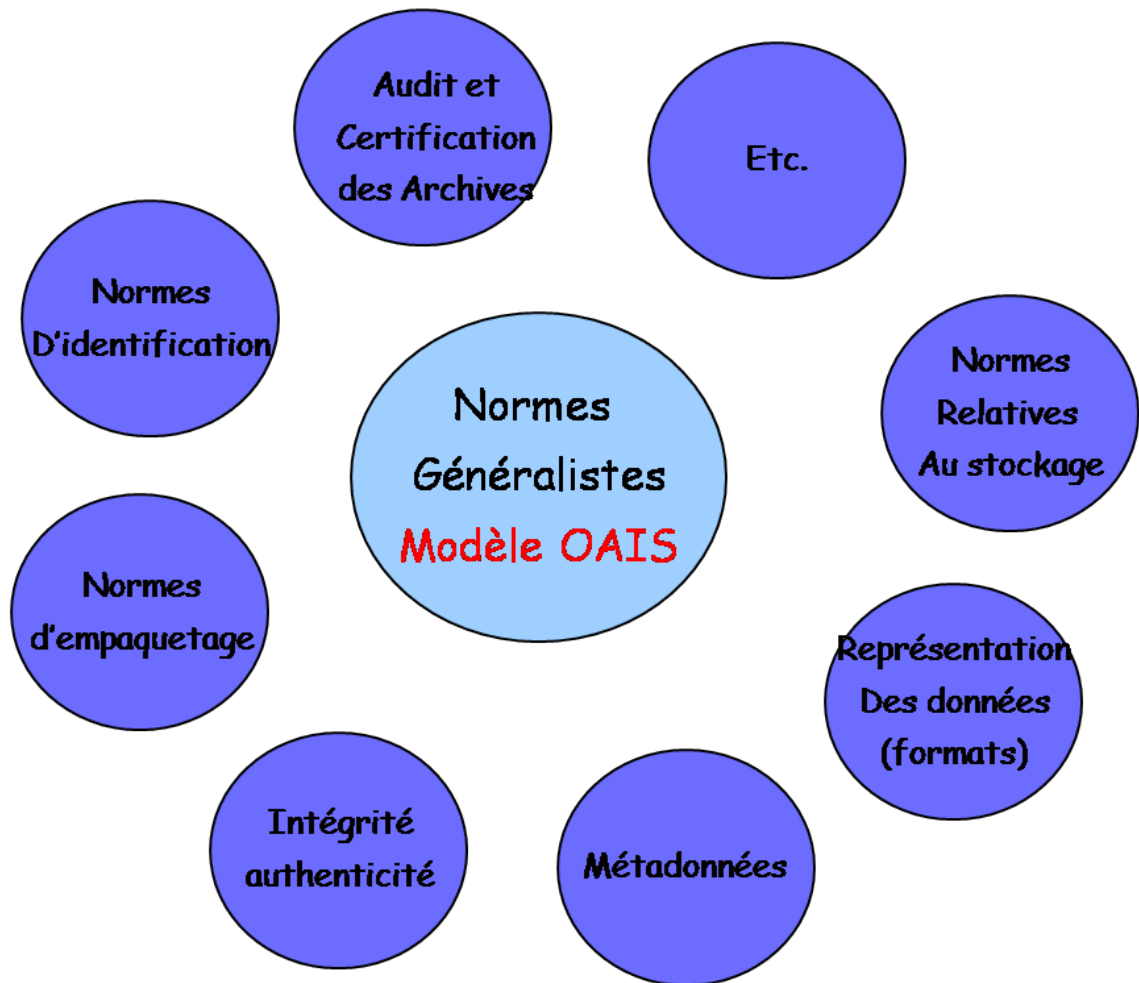 Audit et
Certification
des Archives
Etc.
Normes
D'identification
Normes
Relatives
Au stockage
Normes
Généralistes
Modèle OAIS
Normes
d'empaquetage
Représentation
Des données
(formats)
Intégrité
authenticité
Métadonnées